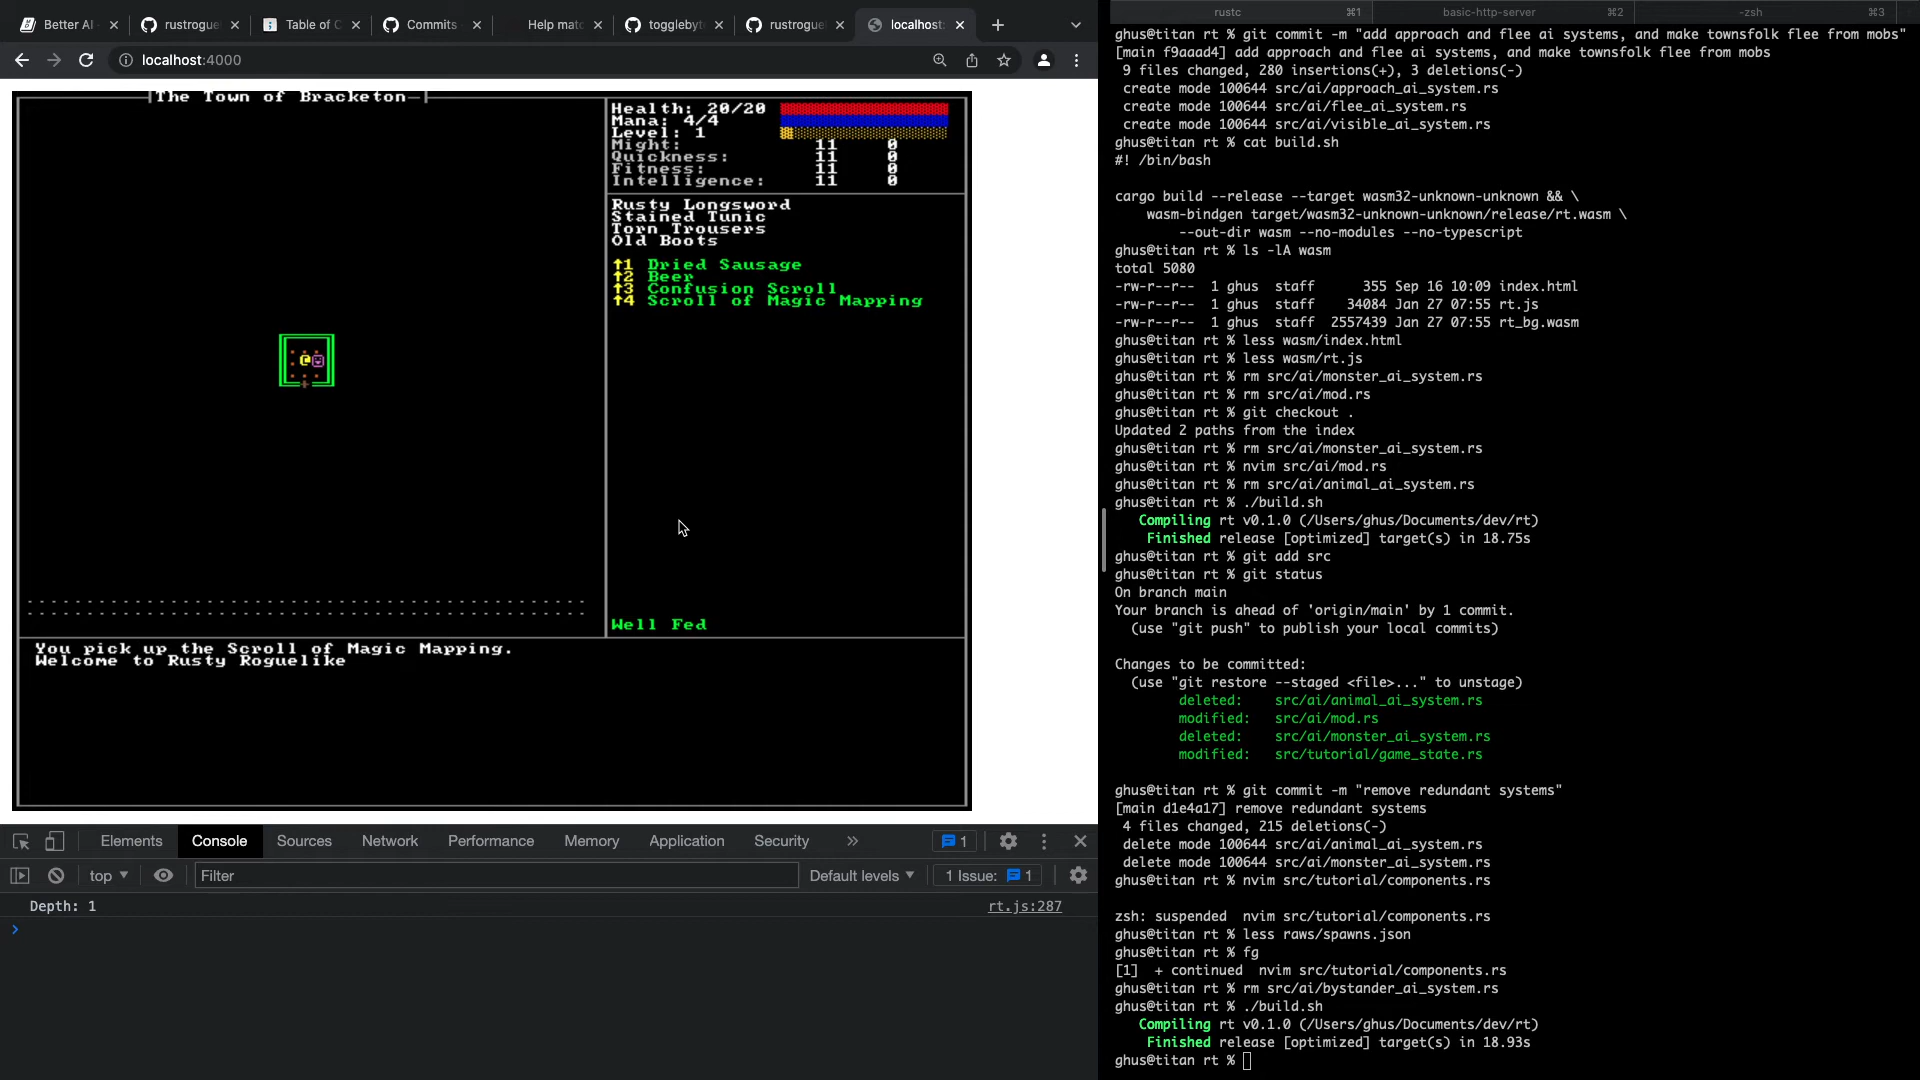 Better AI
rustrogue
Table of C
Commits
Help matc
togglebyt
rustrogue
localhost:
localhost:4000
The Town of Bracketon
Health: 20/20
Mana: 4/4
Level: 1
Might: 11 0
Quickness: 11 0
Fitness: 11 0
Intelligence: 11 0
Rusty Longsword
Stained Tunic
Torn Trousers
Old Boots
↑1 Dried Sausage
↑2 Beer
↑3 Confusion Scroll
↑4 Scroll of Magic Mapping
Well Fed
You pick up the Scroll of Magic Mapping.
Welcome to Rusty Roguelike
Elements Console Sources Network Performance Memory Application Security » 1
top Filter Default levels 1 Issue: 1
Depth: 1 rt.js:287
rustc ⌘1 basic-http-server ⌘2 -zsh ⌘3
ghus@titan rt % git commit -m "add approach and flee ai systems, and make townsfolk flee from mobs"
[main f9aaad4] add approach and flee ai systems, and make townsfolk flee from mobs
9 files changed, 280 insertions(+), 3 deletions(-)
create mode 100644 src/ai/approach_ai_system.rs
create mode 100644 src/ai/flee_ai_system.rs
create mode 100644 src/ai/visible_ai_system.rs
ghus@titan rt % cat build.sh
#! /bin/bash
cargo build --release --target wasm32-unknown-unknown && \
wasm-bindgen target/wasm32-unknown-unknown/release/rt.wasm \
--out-dir wasm --no-modules --no-typescript
ghus@titan rt % ls -lA wasm
total 5080
-rw-r--r-- 1 ghus staff 355 Sep 16 10:09 index.html
-rw-r--r-- 1 ghus staff 34084 Jan 27 07:55 rt.js
-rw-r--r-- 1 ghus staff 2557439 Jan 27 07:55 rt_bg.wasm
ghus@titan rt % less wasm/index.html
ghus@titan rt % less wasm/rt.js
ghus@titan rt % rm src/ai/monster_ai_system.rs
ghus@titan rt % rm src/ai/mod.rs
ghus@titan rt % git checkout .
Updated 2 paths from the index
ghus@titan rt % rm src/ai/monster_ai_system.rs
ghus@titan rt % nvim src/ai/mod.rs
ghus@titan rt % rm src/ai/animal_ai_system.rs
ghus@titan rt % ./build.sh
Compiling rt v0.1.0 (/Users/ghus/Documents/dev/rt)
Finished release [optimized] target(s) in 18.75s
ghus@titan rt % git add src
ghus@titan rt % git status
On branch main
Your branch is ahead of 'origin/main' by 1 commit.
(use "git push" to publish your local commits)
Changes to be committed:
(use "git restore --staged <file>..." to unstage)
deleted: src/ai/animal_ai_system.rs
modified: src/ai/mod.rs
deleted: src/ai/monster_ai_system.rs
modified: src/tutorial/game_state.rs
ghus@titan rt % git commit -m "remove redundant systems"
[main d1e4a17] remove redundant systems
4 files changed, 215 deletions(-)
delete mode 100644 src/ai/animal_ai_system.rs
delete mode 100644 src/ai/monster_ai_system.rs
ghus@titan rt % nvim src/tutorial/components.rs
zsh: suspended nvim src/tutorial/components.rs
ghus@titan rt % less raws/spawns.json
ghus@titan rt % fg
[1] + continued nvim src/tutorial/components.rs
ghus@titan rt % rm src/ai/bystander_ai_system.rs
ghus@titan rt % ./build.sh
Compiling rt v0.1.0 (/Users/ghus/Documents/dev/rt)
Finished release [optimized] target(s) in 18.93s
ghus@titan rt %